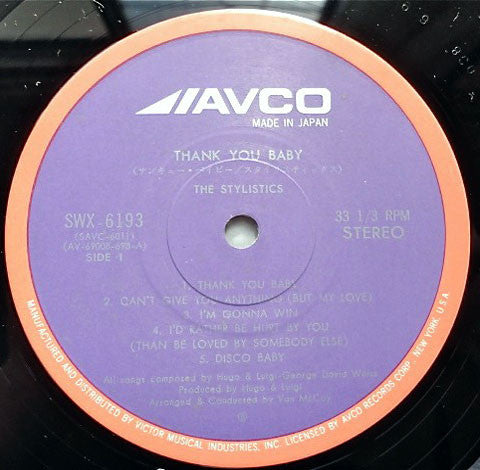 AVCO
MADE IN JAPAN
THANK YOU BABY
(サンキュー・ベイビー/スタイリスティックス)
THE STYLISTICS
SWX-6193
(SAVC-6011)
(AV-69008-698-A)
SIDE 1
33 1/3 RPM
STEREO
1. THANK YOU BABY
2. CAN'T GIVE YOU ANYTHING (BUT MY LOVE)
3. I'M GONNA WIN
4. I'D RATHER BE HURT BY YOU
(THAN BE LOVED BY SOMEBODY ELSE)
5. DISCO BABY
All songs composed by Hugo & Luigi-George David Weiss
Produced by Hugo & Luigi
Arranged & Conducted by Van McCoy
MANUFACTURED AND DISTRIBUTED BY VICTOR MUSICAL INDUSTRIES, INC. LICENSED BY AVCO RECORDS CORP. NEW YORK, U.S.A.